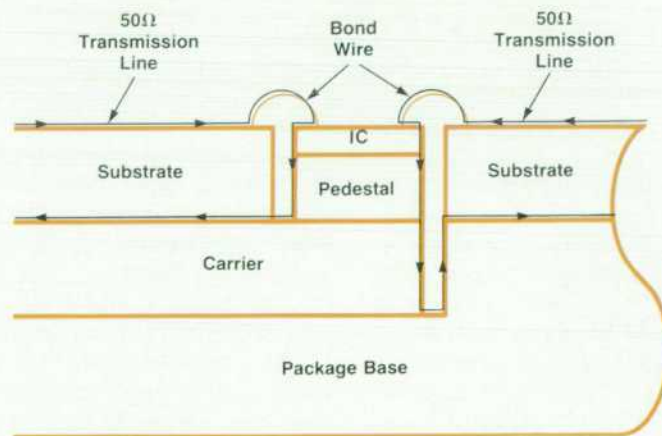 50Ω
Transmission
Line
Bond
Wire
50Ω
Transmission
Line
IC
Substrate
Pedestal
Substrate
Carrier
Package Base